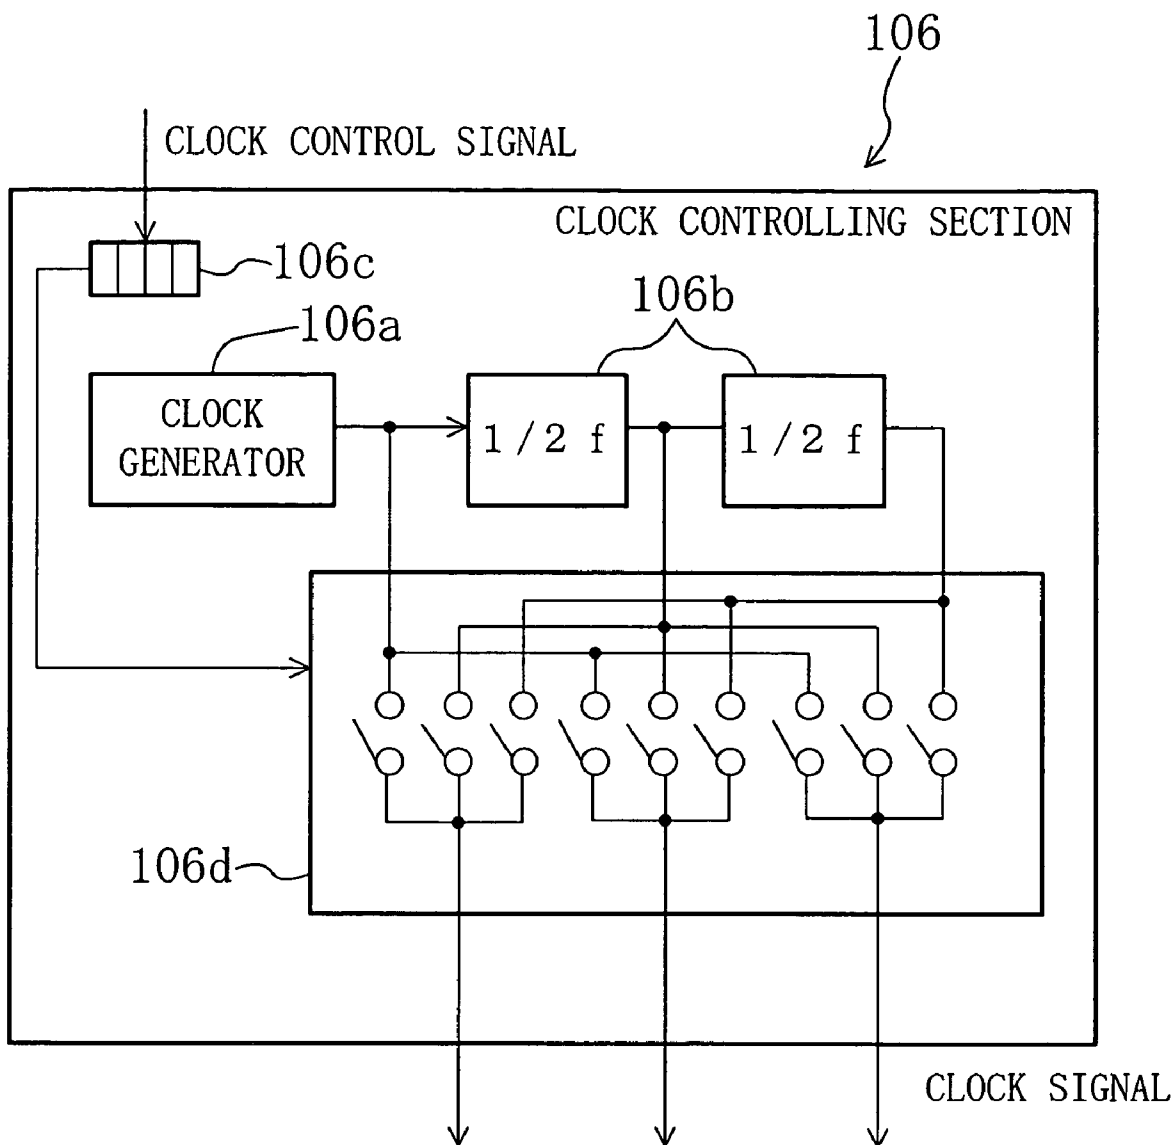 106
CLOCK CONTROL SIGNAL
CLOCK CONTROLLING SECTION
106c
106b
106a
CLOCK
GENERATOR
1/2 f
1/2 f
106d
CLOCK SIGNAL